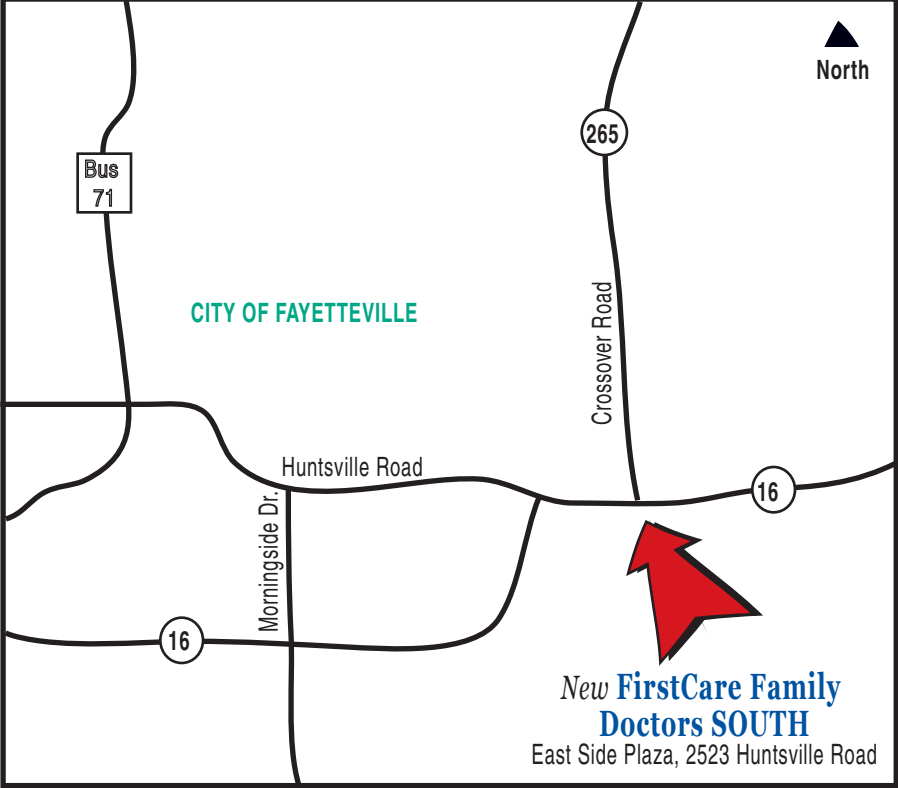 North
265
Bus
71
CITY OF FAYETTEVILLE
Crossover Road
Huntsville Road
16
Morningside Dr.
16
New FirstCare Family
Doctors SOUTH
East Side Plaza, 2523 Huntsville Road